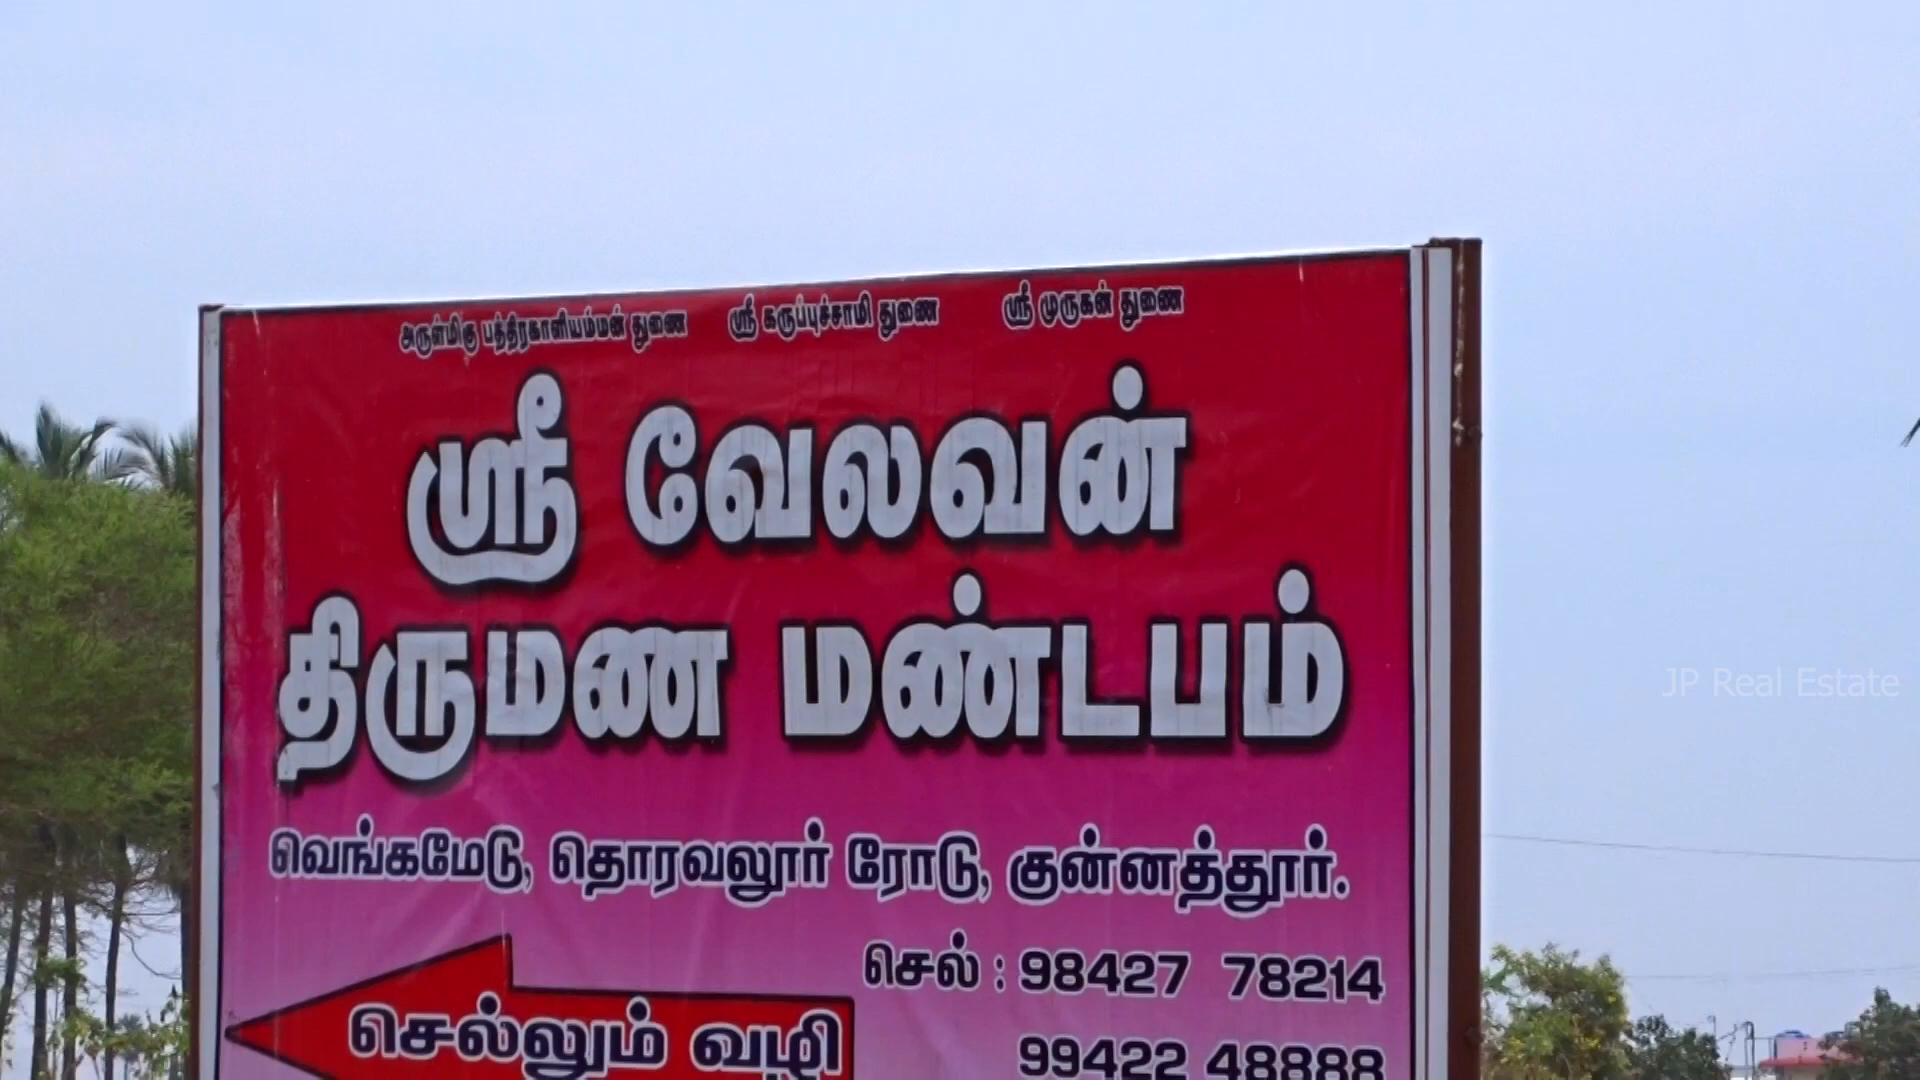 அருள்மிகு பத்திரகாளியம்மன் துணை ஸ்ரீ கருப்புச்சாமி துணை ஸ்ரீ முருகன் துணை
ஸ்ரீ வேலவன்
திருமண மண்டபம்
வெங்கமேடு, தொரவலூர் ரோடு, குன்னத்தூர்.
செல் : 98427 78214
99422 48888
செல்லும் வழி
JP Real Estate